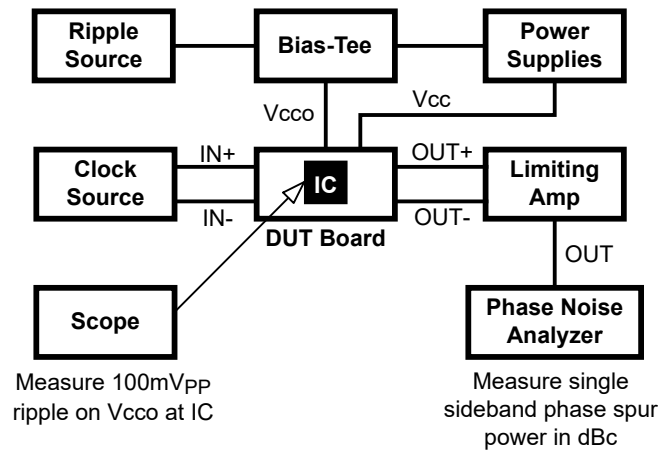 Ripple
Source
Bias-Tee
Power
Supplies
Vcco
Vcc
Clock
Source
IN+
IN-
IC
DUT Board
OUT+
OUT-
Limiting
Amp
OUT
Scope
Phase Noise
Analyzer
Measure 100mVPP
ripple on Vcco at IC
Measure single
sideband phase spur
power in dBc